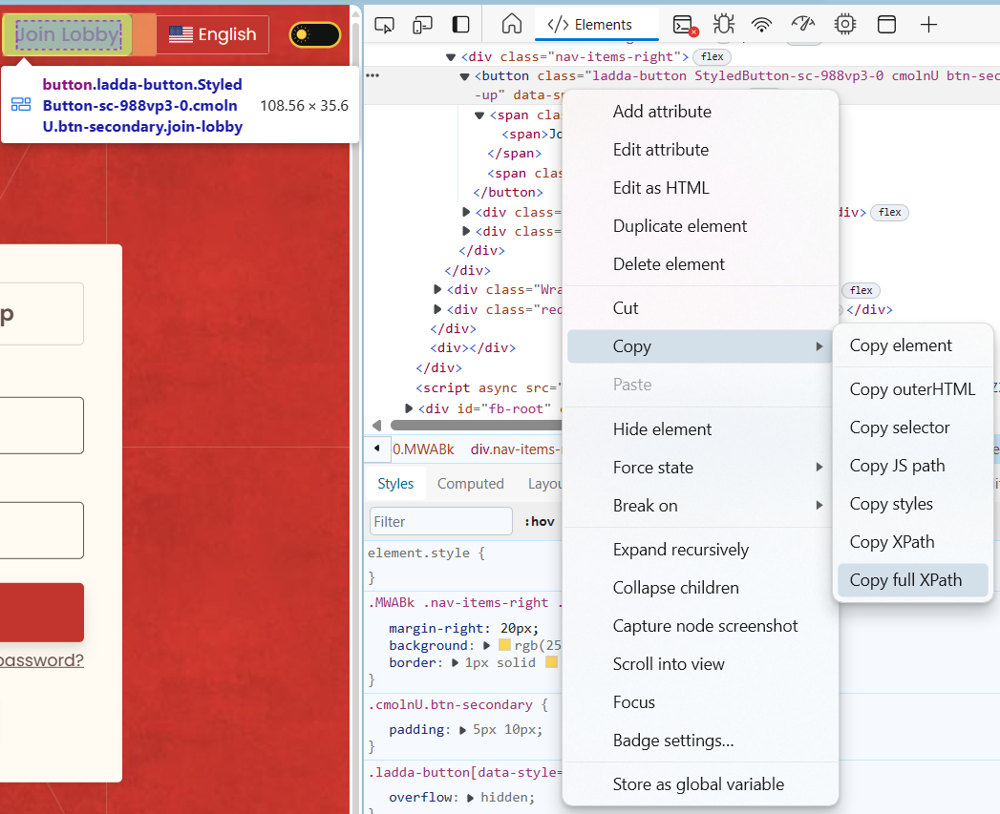 Join Lobby
English
button.ladda-button.Styled
Button-sc-988vp3-0.cmoln
U.btn-secondary.join-lobby
108.56 × 35.6
p
password?
Elements
<div class="nav-items-right"> flex
<button class="ladda-button StyledButton-sc-988vp3-0 cmolnU btn-sec
-up" data-sp
<span clas
<span>Jo
</span>
<span clas
</button>
<div class= div> flex
<div class=
</div>
</div>
<div class="Wra flex
<div class="red </div>
</div>
<div></div>
</div>
<script async src="
<div id="fb-root" c
0.MWABk div.nav-items-
Styles Computed Layou
Filter :hov
element.style {
}
.MWABk .nav-items-right .
margin-right: 20px;
background: rgb(25
border: 1px solid
}
.cmolnU.btn-secondary {
padding: 5px 10px;
}
.ladda-button[data-style=
overflow: hidden;
}
Add attribute
Edit attribute
Edit as HTML
Duplicate element
Delete element
Cut
Copy
Paste
Hide element
Force state
Break on
Expand recursively
Collapse children
Capture node screenshot
Scroll into view
Focus
Badge settings...
Store as global variable
Copy element
Copy outerHTML
Copy selector
Copy JS path
Copy styles
Copy XPath
Copy full XPath